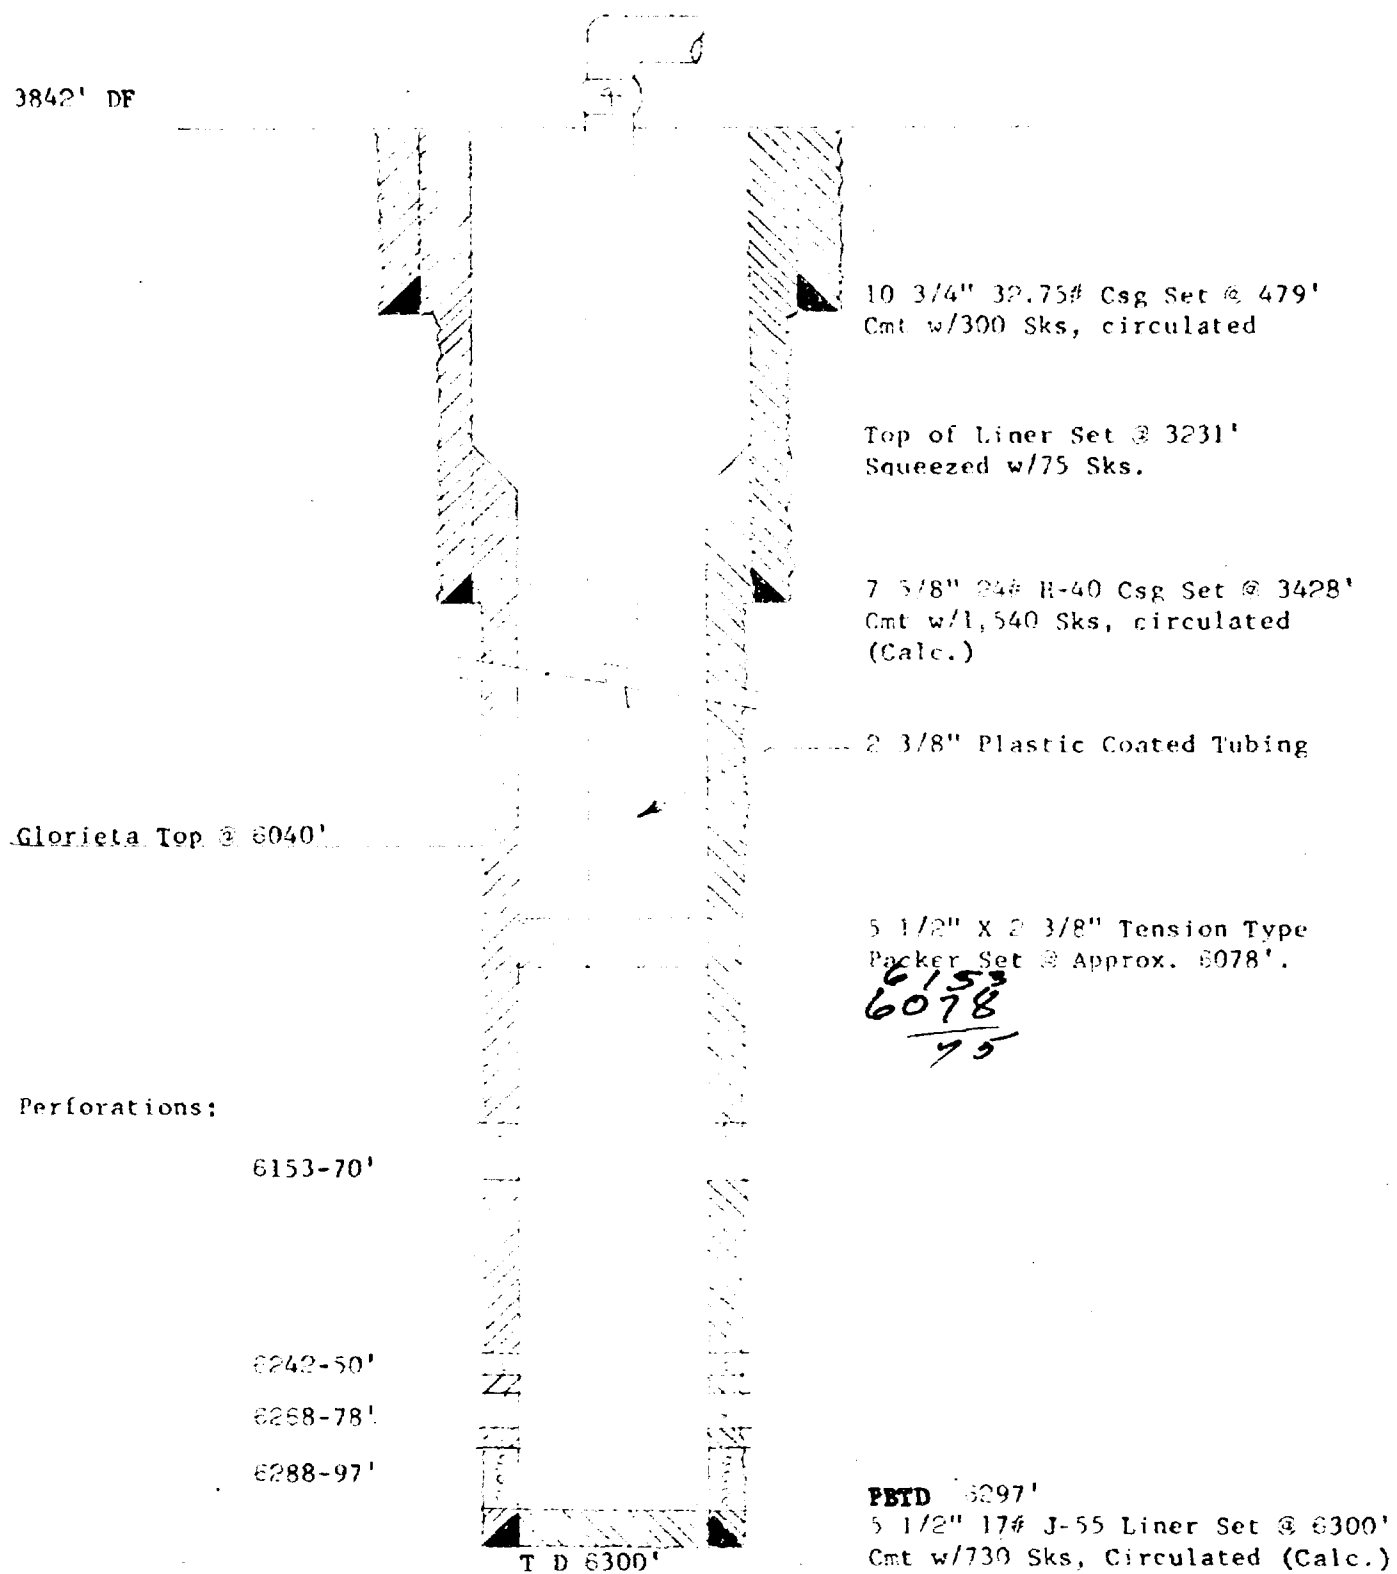 3842' DF
10 3/4" 32.75# Csg Set @ 479'
Cmt w/300 Sks, circulated
Top of Liner Set @ 3231'
Squeezed w/75 Sks.
7 5/8" 24# H-40 Csg Set @ 3428'
Cmt w/1,540 Sks, circulated
(Calc.)
2 3/8" Plastic Coated Tubing
Glorieta Top @ 6040'
5 1/2" X 2 3/8" Tension Type
Packer Set @ Approx. 6078'.
6153
6078
75
Perforations:
6153-70'
6242-50'
6268-78'
6288-97'
PBTD 6297'
5 1/2" 17# J-55 Liner Set @ 6300'
Cmt w/730 Sks, Circulated (Calc.)
T D 6300'